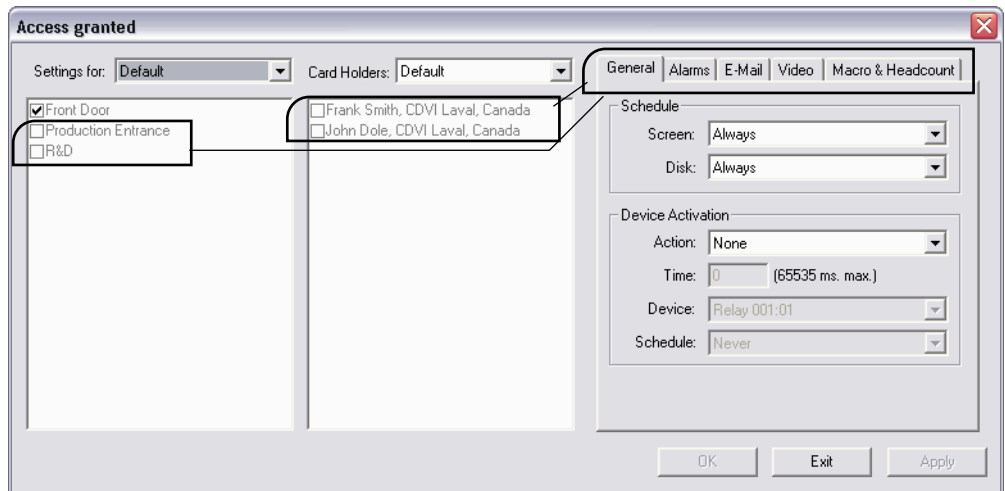 Access granted
Settings for: Default
Card Holders: Default
Front Door
Production Entrance
R&D
Frank Smith, CDVI Laval, Canada
John Dole, CDVI Laval, Canada
General Alarms E-Mail Video Macro & Headcount
Schedule
Screen: Always
Disk: Always
Device Activation
Action: None
Time: 0 (65535 ms. max.)
Device: Relay 001:01
Schedule: Never
OK Exit Apply